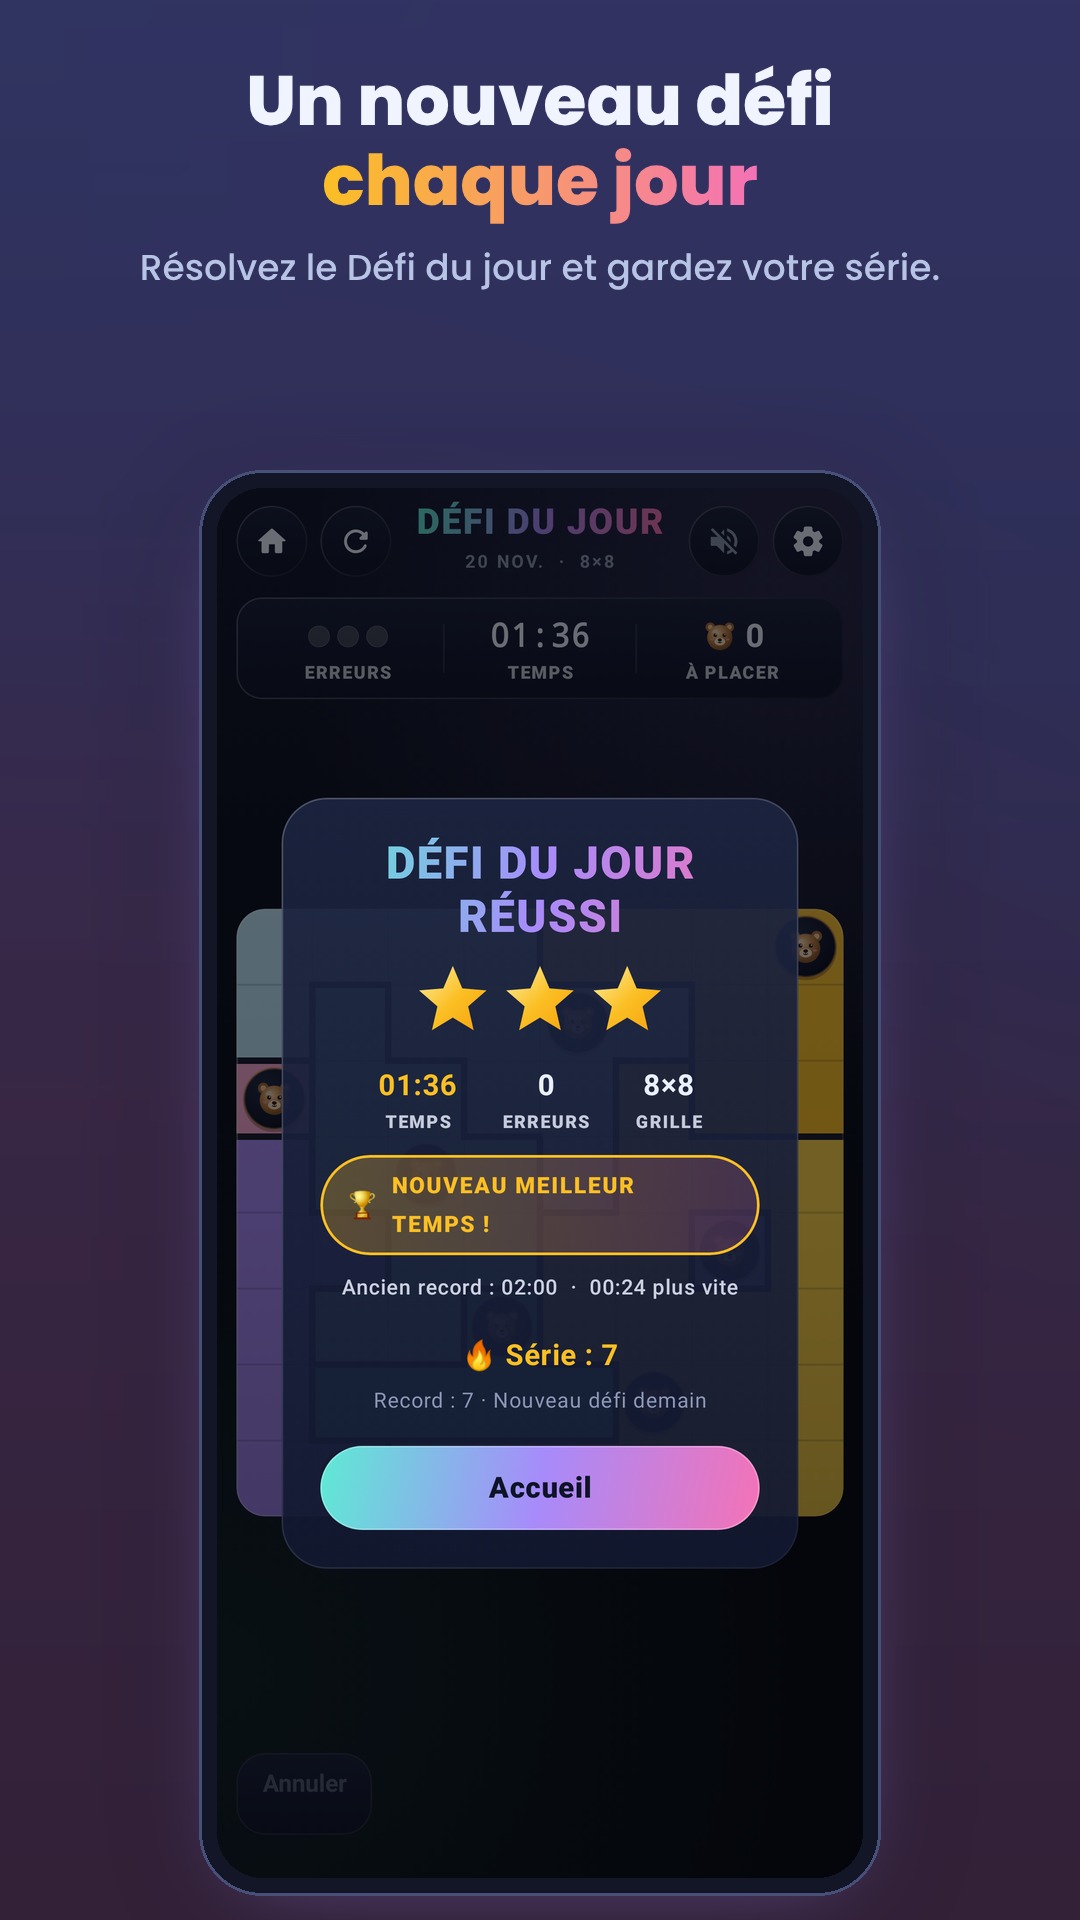 Un nouveau défi
chaque jour
Résolvez le Défi du jour et gardez votre série.
DÉFI DU JOUR
20 NOV. · 8×8
01:36
0
ERREURS
TEMPS
À PLACER
DÉFI DU JOUR
RÉUSSI
01:36
0
8×8
TEMPS
ERREURS
GRILLE
NOUVEAU MEILLEUR
TEMPS !
Ancien record : 02:00 · 00:24 plus vite
Série : 7
Record : 7 · Nouveau défi demain
Accueil
Annuler